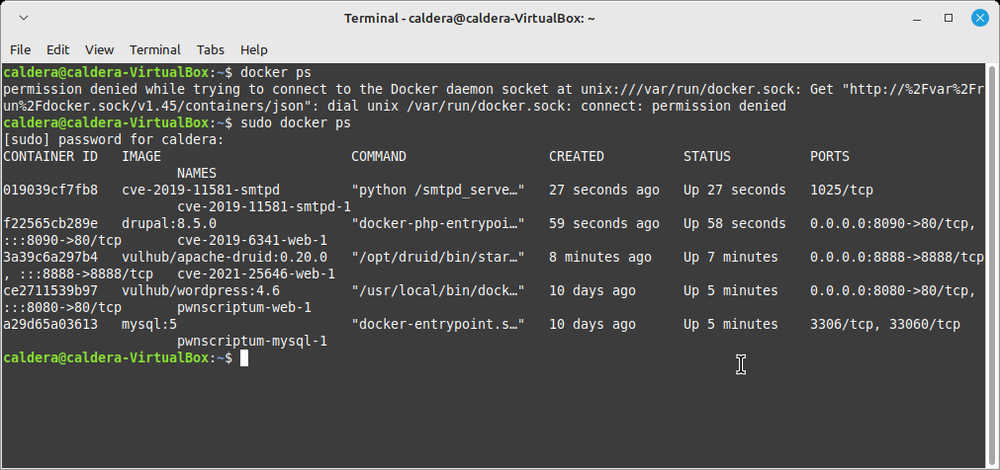 Terminal - caldera@caldera-VirtualBox: ~
File Edit View Terminal Tabs Help
caldera@caldera-VirtualBox:~$ docker ps
permission denied while trying to connect to the Docker daemon socket at unix:///var/run/docker.sock: Get "http://%2Fvar%2Fr
un%2Fdocker.sock/v1.45/containers/json": dial unix /var/run/docker.sock: connect: permission denied
caldera@caldera-VirtualBox:~$ sudo docker ps
[sudo] password for caldera:
CONTAINER ID   IMAGE                        COMMAND                  CREATED          STATUS          PORTS
                      NAMES
019039cf7fb8   cve-2019-11581-smtpd         "python /smtpd_serve…"   27 seconds ago   Up 27 seconds   1025/tcp
                      cve-2019-11581-smtpd-1
f22565cb289e   drupal:8.5.0                 "docker-php-entrypoi…"   59 seconds ago   Up 58 seconds   0.0.0.0:8090->80/tcp,
:::8090->80/tcp       cve-2019-6341-web-1
3a39c6a297b4   vulhub/apache-druid:0.20.0   "/opt/druid/bin/star…"   8 minutes ago    Up 7 minutes    0.0.0.0:8888->8888/tcp
, :::8888->8888/tcp   cve-2021-25646-web-1
ce2711539b97   vulhub/wordpress:4.6         "/usr/local/bin/dock…"   10 days ago      Up 5 minutes    0.0.0.0:8080->80/tcp,
:::8080->80/tcp       pwnscriptum-web-1
a29d65a03613   mysql:5                      "docker-entrypoint.s…"   10 days ago      Up 5 minutes    3306/tcp, 33060/tcp
                      pwnscriptum-mysql-1
caldera@caldera-VirtualBox:~$